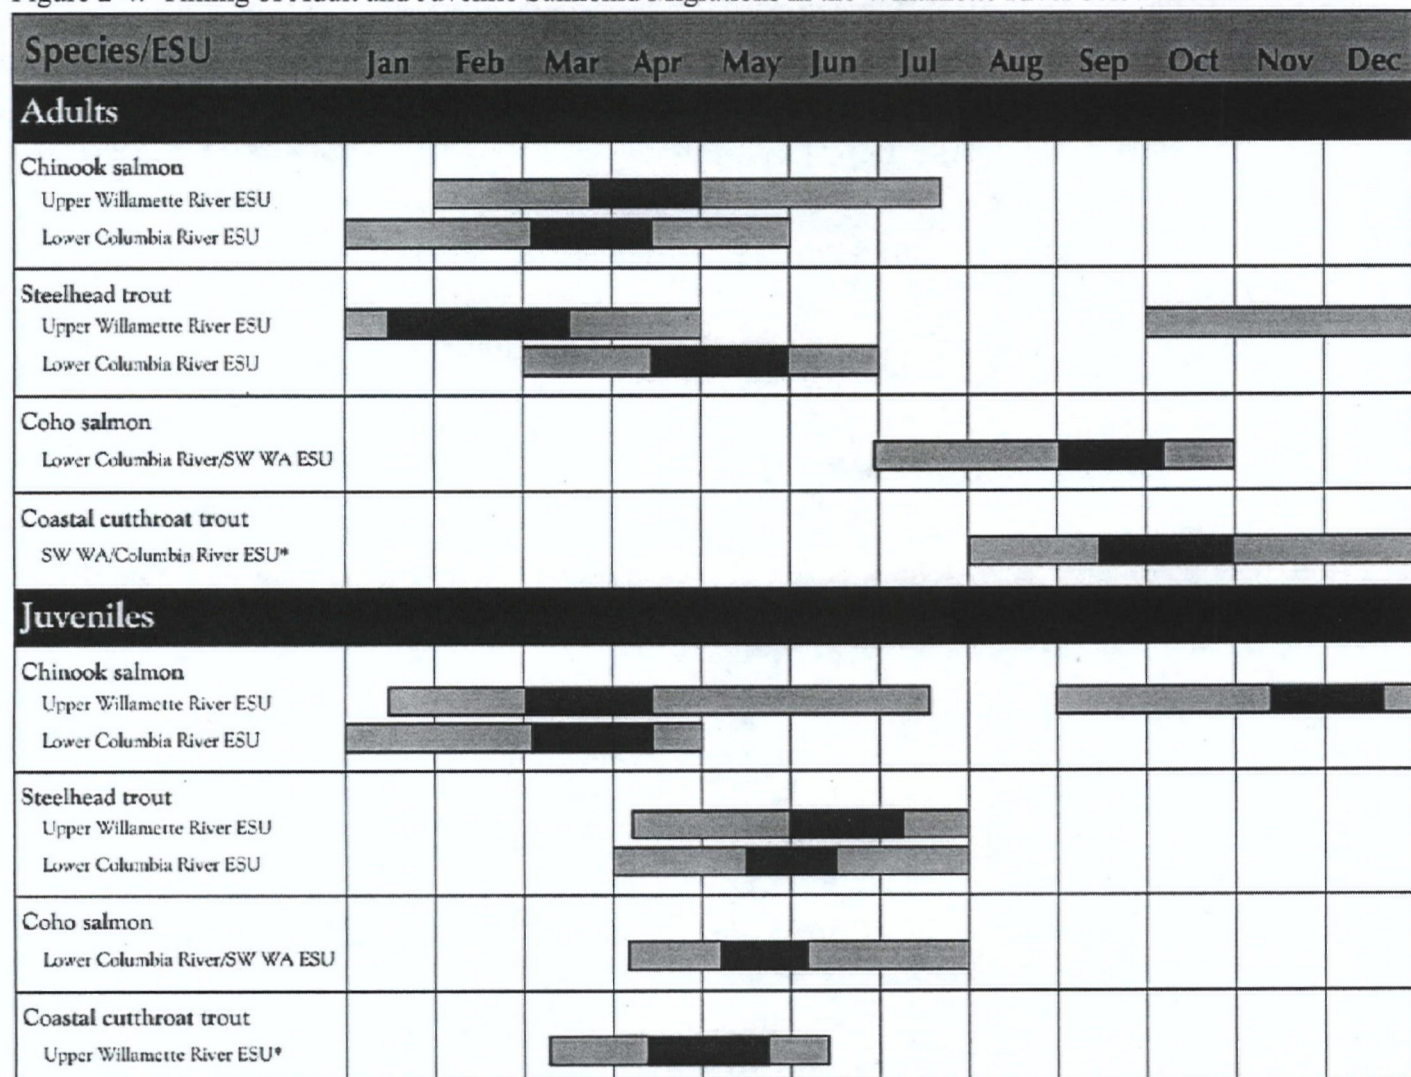 Species/ESU Jan Feb Mar Apr May Jun Jul Aug Sep Oct Nov Dec
Adults
Chinook salmon
Upper Willamette River ESU
Lower Columbia River ESU
Steelhead trout
Upper Willamette River ESU
Lower Columbia River ESU
Coho salmon
Lower Columbia River/SW WA ESU
Coastal cutthroat trout
SW WA/Columbia River ESU*
Juveniles
Chinook salmon
Upper Willamette River ESU
Lower Columbia River ESU
Steelhead trout
Upper Willamette River ESU
Lower Columbia River ESU
Coho salmon
Lower Columbia River/SW WA ESU
Coastal cutthroat trout
Upper Willamette River ESU*